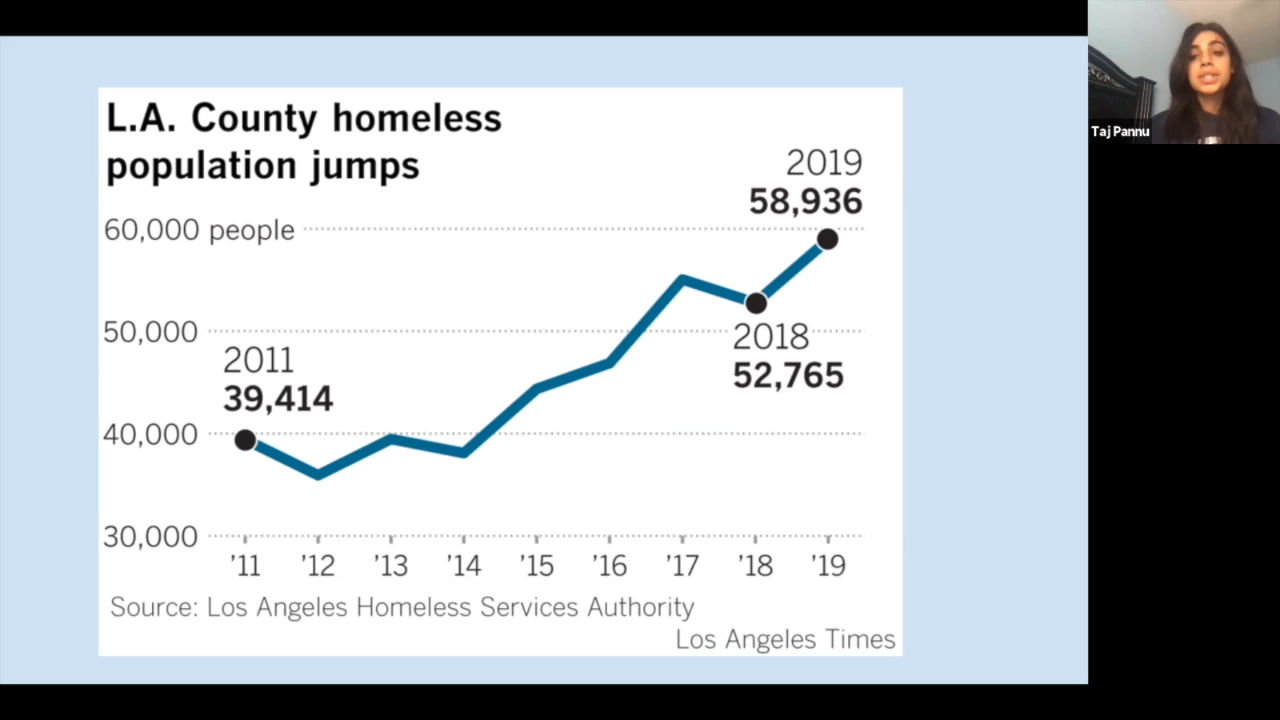 L.A. County homeless
population jumps
2019
58,936
60,000 people
50,000
2018
52,765
2011
39,414
40,000
30,000
’11 ’12 ’13 ’14 ’15 ’16 ’17 ’18 ’19
Source: Los Angeles Homeless Services Authority
Los Angeles Times
Taj Pannu